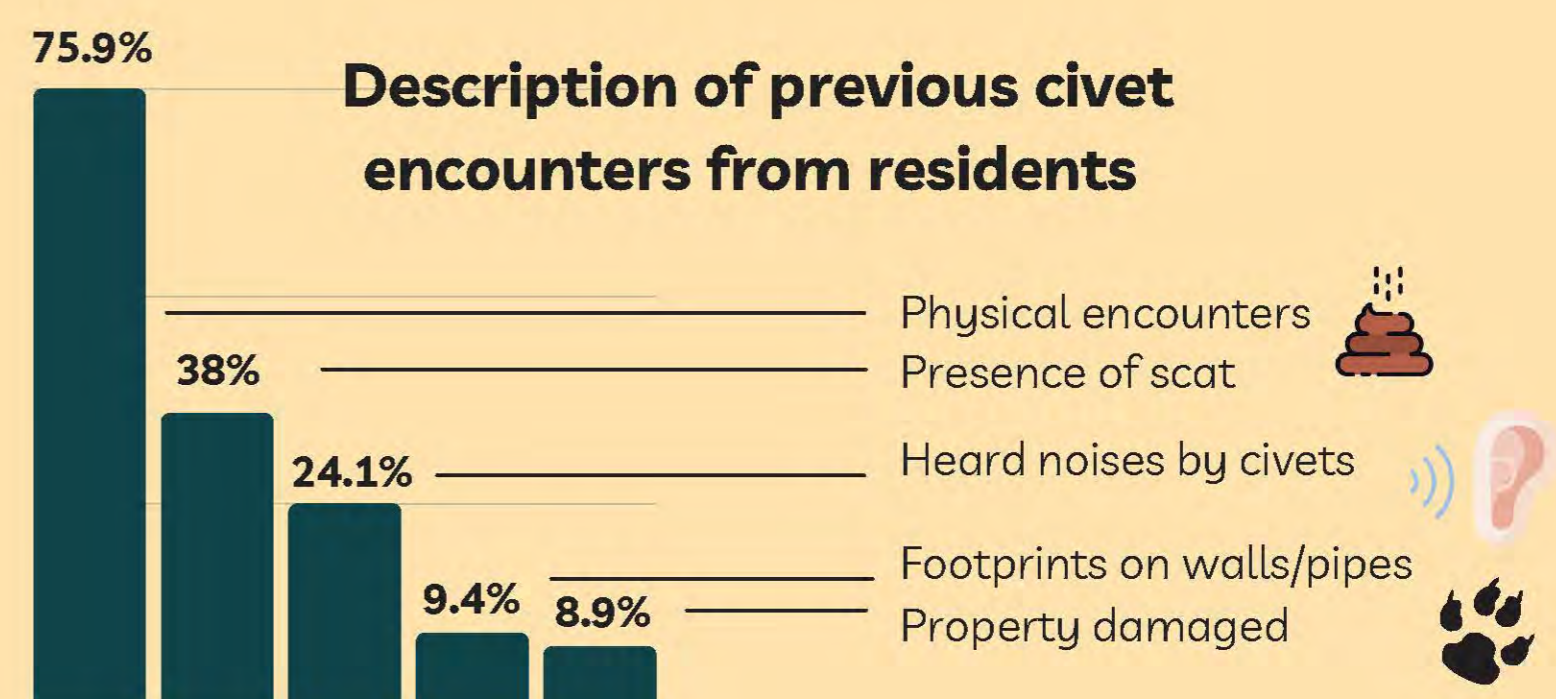 75.9%
Description of previous civet
encounters from residents
Physical encounters
38%
Presence of scat
24.1%
Heard noises by civets
Footprints on walls/pipes
9.4%
8.9%
Property damaged